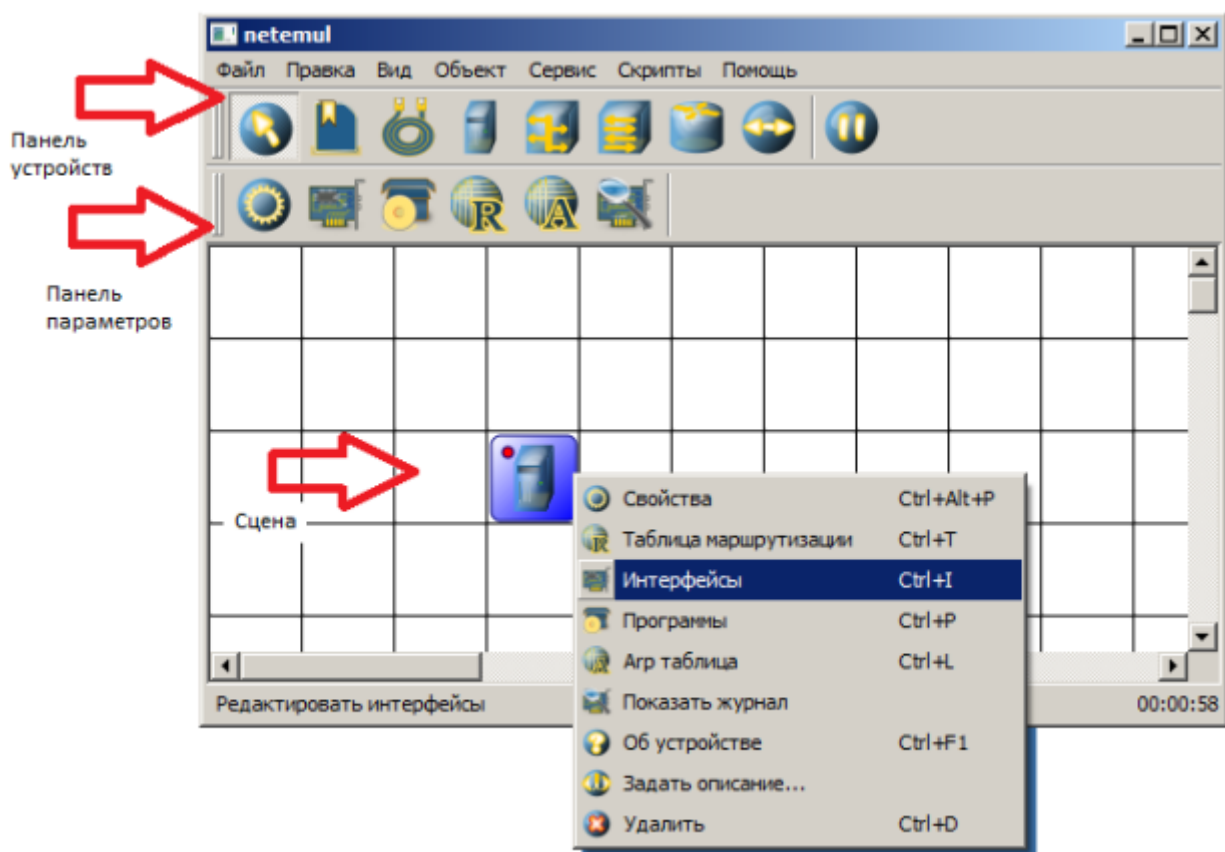 netemul
Файл Правка Вид Объект Сервис Скрипты Помощь
Панель
устройств
Панель
параметров
Сцена
Свойства Ctrl+Alt+P
Таблица маршрутизации Ctrl+T
Интерфейсы Ctrl+I
Программы Ctrl+P
Arp таблица Ctrl+L
Показать журнал
Об устройстве Ctrl+F1
Задать описание...
Удалить Ctrl+D
Редактировать интерфейсы 00:00:58